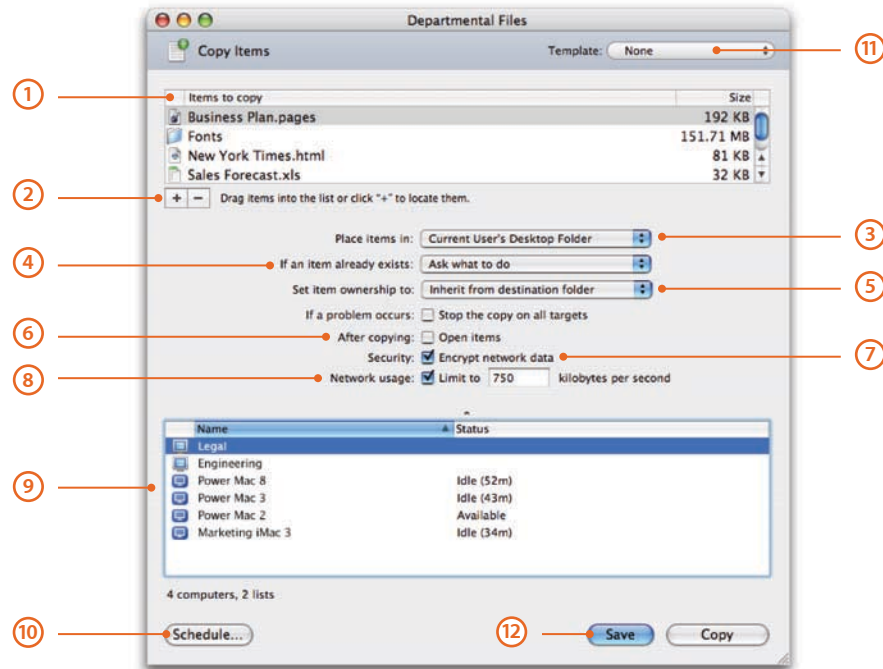 Departmental Files
Copy Items
Template: None
11
1
Items to copy Size
Business Plan.pages 192 KB
Fonts 151.71 MB
New York Times.html 81 KB
Sales Forecast.xls 32 KB
2
+ − Drag items into the list or click "+" to locate them.
Place items in: Current User's Desktop Folder
3
4
If an item already exists: Ask what to do
Set item ownership to: Inherit from destination folder
5
If a problem occurs: Stop the copy on all targets
6
After copying: Open items
Security: Encrypt network data
7
8
Network usage: Limit to 750 kilobytes per second
Name Status
Legal
Engineering
9
Power Mac 8 Idle (52m)
Power Mac 3 Idle (43m)
Power Mac 2 Available
Marketing iMac 3 Idle (34m)
4 computers, 2 lists
10
Schedule...
12
Save
Copy